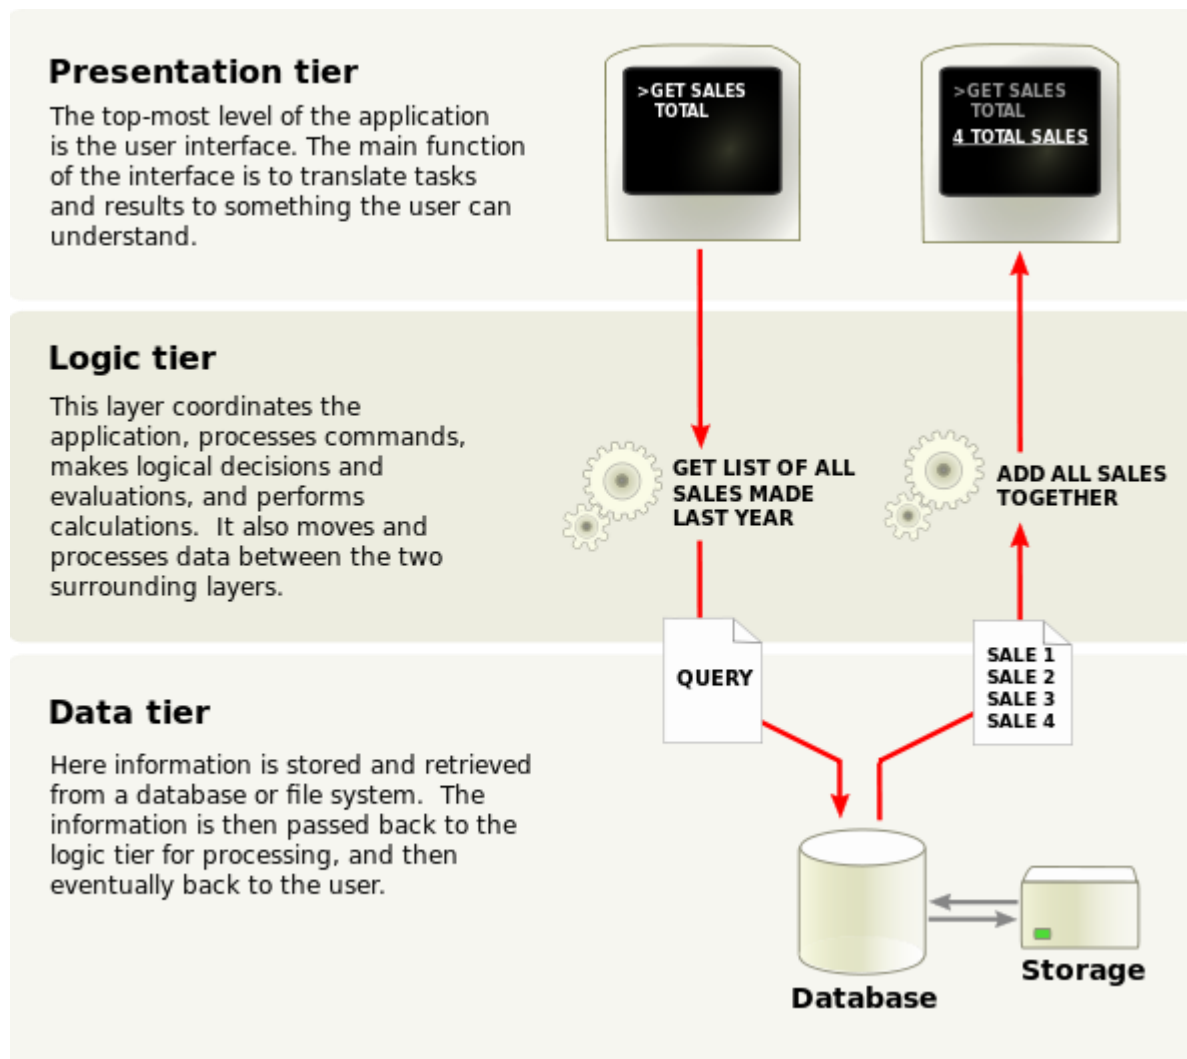 Presentation tier
The top-most level of the application
is the user interface. The main function
of the interface is to translate tasks
and results to something the user can
understand.
>GET SALES
TOTAL
>GET SALES
TOTAL
4 TOTAL SALES
Logic tier
This layer coordinates the
application, processes commands,
makes logical decisions and
evaluations, and performs
calculations.  It also moves and
processes data between the two
surrounding layers.
GET LIST OF ALL
SALES MADE
LAST YEAR
ADD ALL SALES
TOGETHER
QUERY
SALE 1
SALE 2
SALE 3
SALE 4
Data tier
Here information is stored and retrieved
from a database or file system.  The
information is then passed back to the
logic tier for processing, and then
eventually back to the user.
Database
Storage